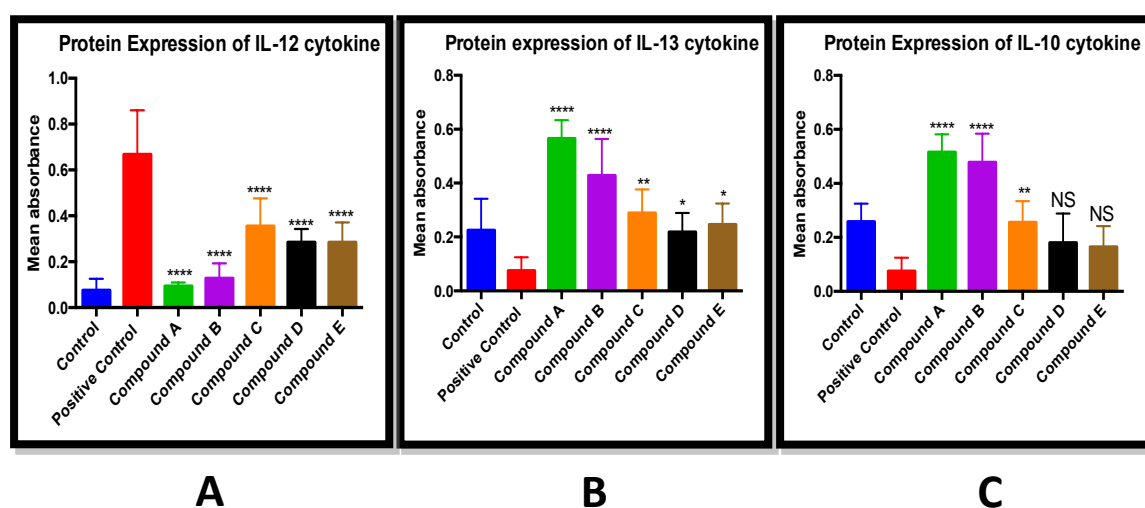 Protein Expression of IL-12 cytokine
Mean absorbance
1.0
0.8
0.6
0.4
0.2
0.0
****
****
****
****
****
Control
Positive Control
Compound A
Compound B
Compound C
Compound D
Compound E
A
Protein expression of IL-13 cytokine
Mean absorbance
0.8
0.6
0.4
0.2
0.0
****
****
**
*
*
Control
Positive Control
Compound A
Compound B
Compound C
Compound D
Compound E
B
Protein Expression of IL-10 cytokine
Mean absorbance
0.8
0.6
0.4
0.2
0.0
****
****
**
NS
NS
Control
Positive Control
Compound A
Compound B
Compound C
Compound D
Compound E
C